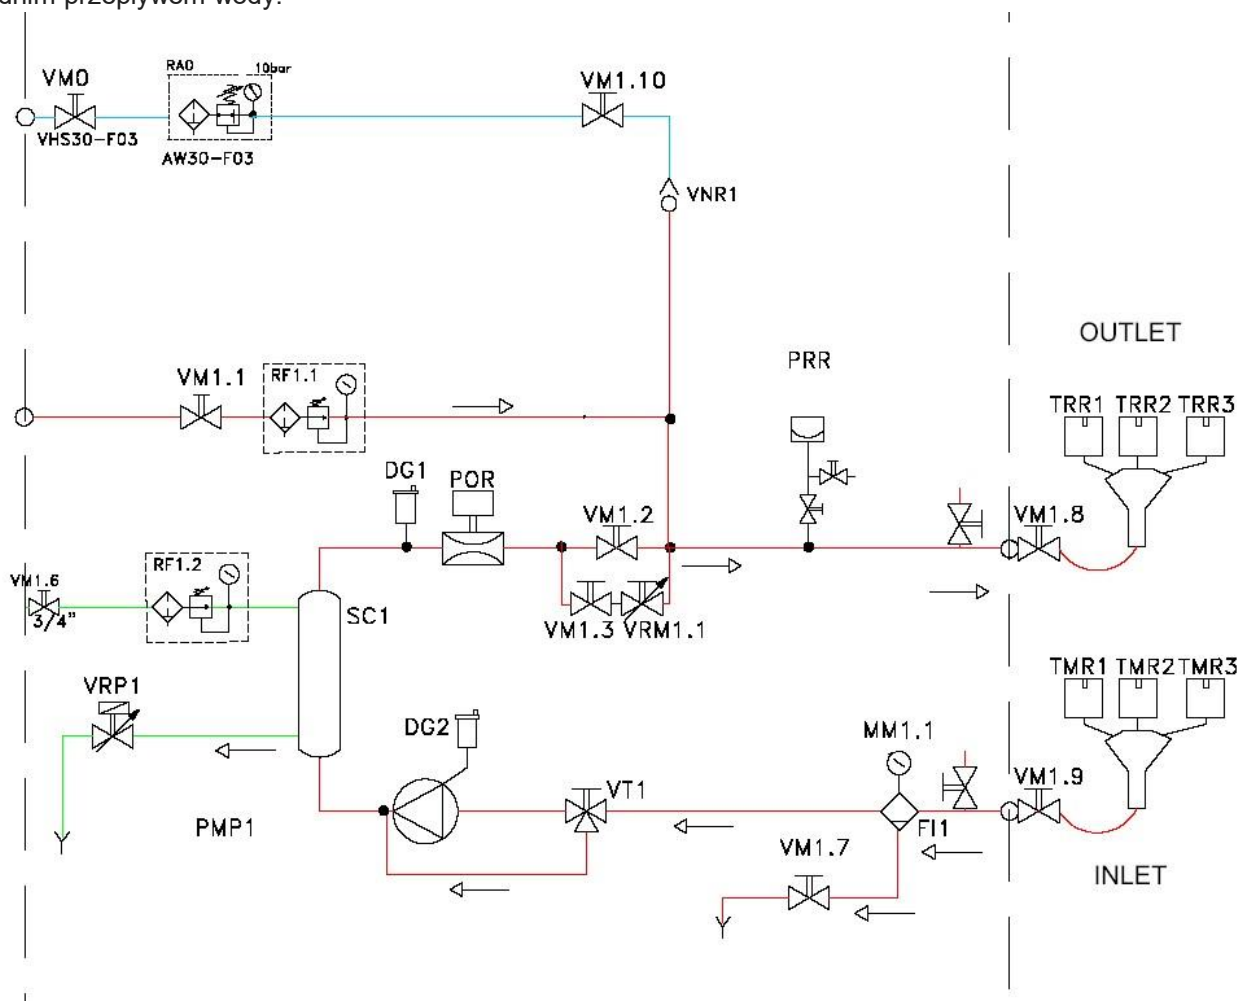 przepływom wody.
RA0 10bar
VM0
VM1.10
VHS30-F03
AW30-F03
VNR1
OUTLET
PRR
VM1.1 RF1.1
TRR1 TRR2 TRR3
DG1 POR
VM1.2 VM1.8
RF1.2
VM1.6
3/4"
SC1
VM1.3 VRM1.1
TMR1 TMR2 TMR3
VRP1
DG2 MM1.1
VM1.9
VT1
PMP1 FI1
VM1.7
INLET